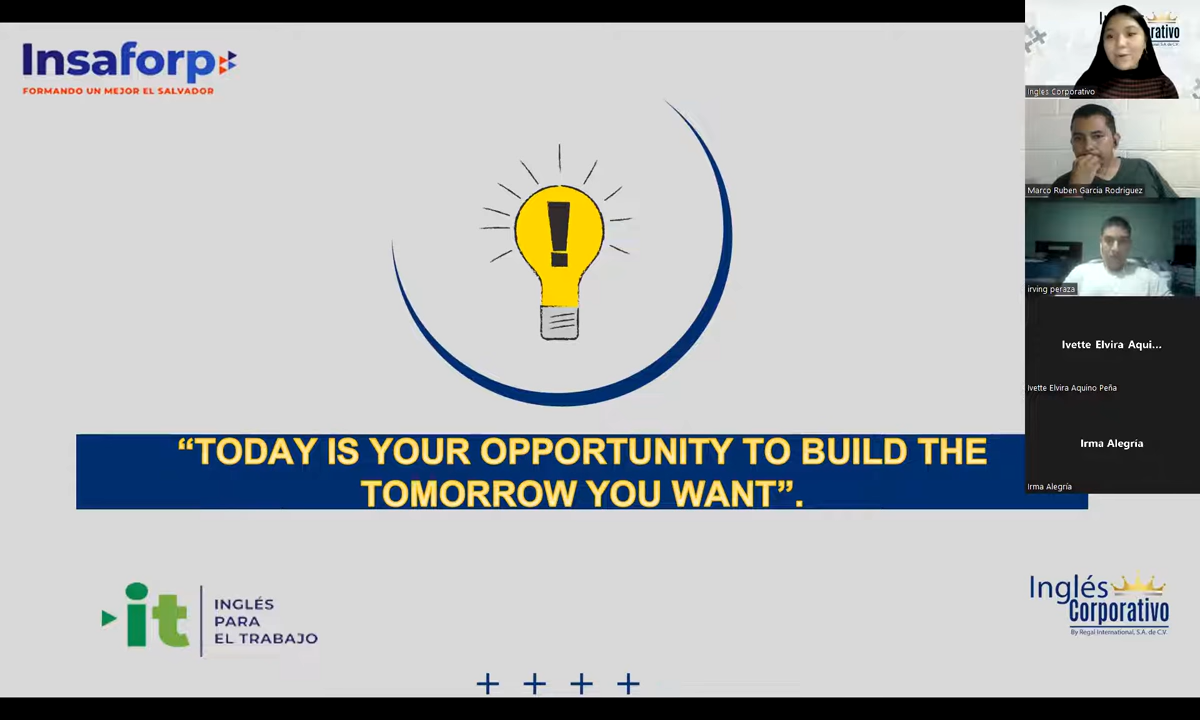 Insaforp
FORMANDO UN MEJOR EL SALVADOR
“TODAY IS YOUR OPPORTUNITY TO BUILD THE
TOMORROW YOU WANT”.
it
INGLÉS
PARA
EL TRABAJO
Inglés
Corporativo
By Regal International, S.A. de C.V.
rativo
Ingles Corporativo
Marco Ruben Garcia Rodriguez
irving peraza
Ivette Elvira Aqui...
Ivette Elvira Aquino Peña
Irma Alegría
Irma Alegría